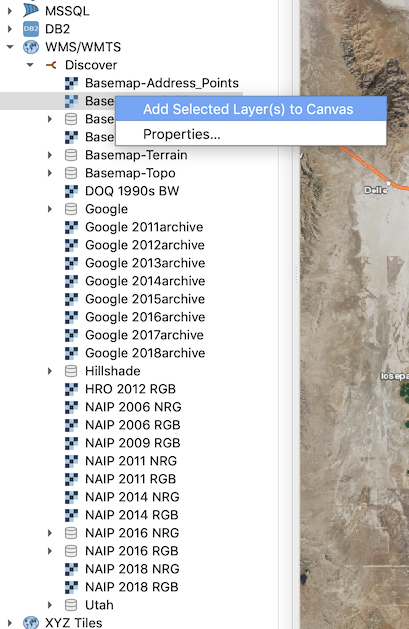 MSSQL
DB2
DB2
WMS/WMTS
Discover
Basemap-Address_Points
Base
Add Selected Layer(s) to Canvas
Base
Base
Properties...
Basemap-Terrain
Basemap-Topo
DOQ 1990s BW
Delle
Google
Google 2011archive
Google 2012archive
Google 2013archive
Google 2014archive
Google 2015archive
Google 2016archive
Google 2017archive
Google 2018archive
Hillshade
Iosepa
HRO 2012 RGB
NAIP 2006 NRG
NAIP 2006 RGB
NAIP 2009 RGB
NAIP 2011 NRG
NAIP 2011 RGB
NAIP 2014 NRG
NAIP 2014 RGB
NAIP 2016 NRG
NAIP 2016 RGB
NAIP 2018 NRG
NAIP 2018 RGB
Utah
XYZ Tiles